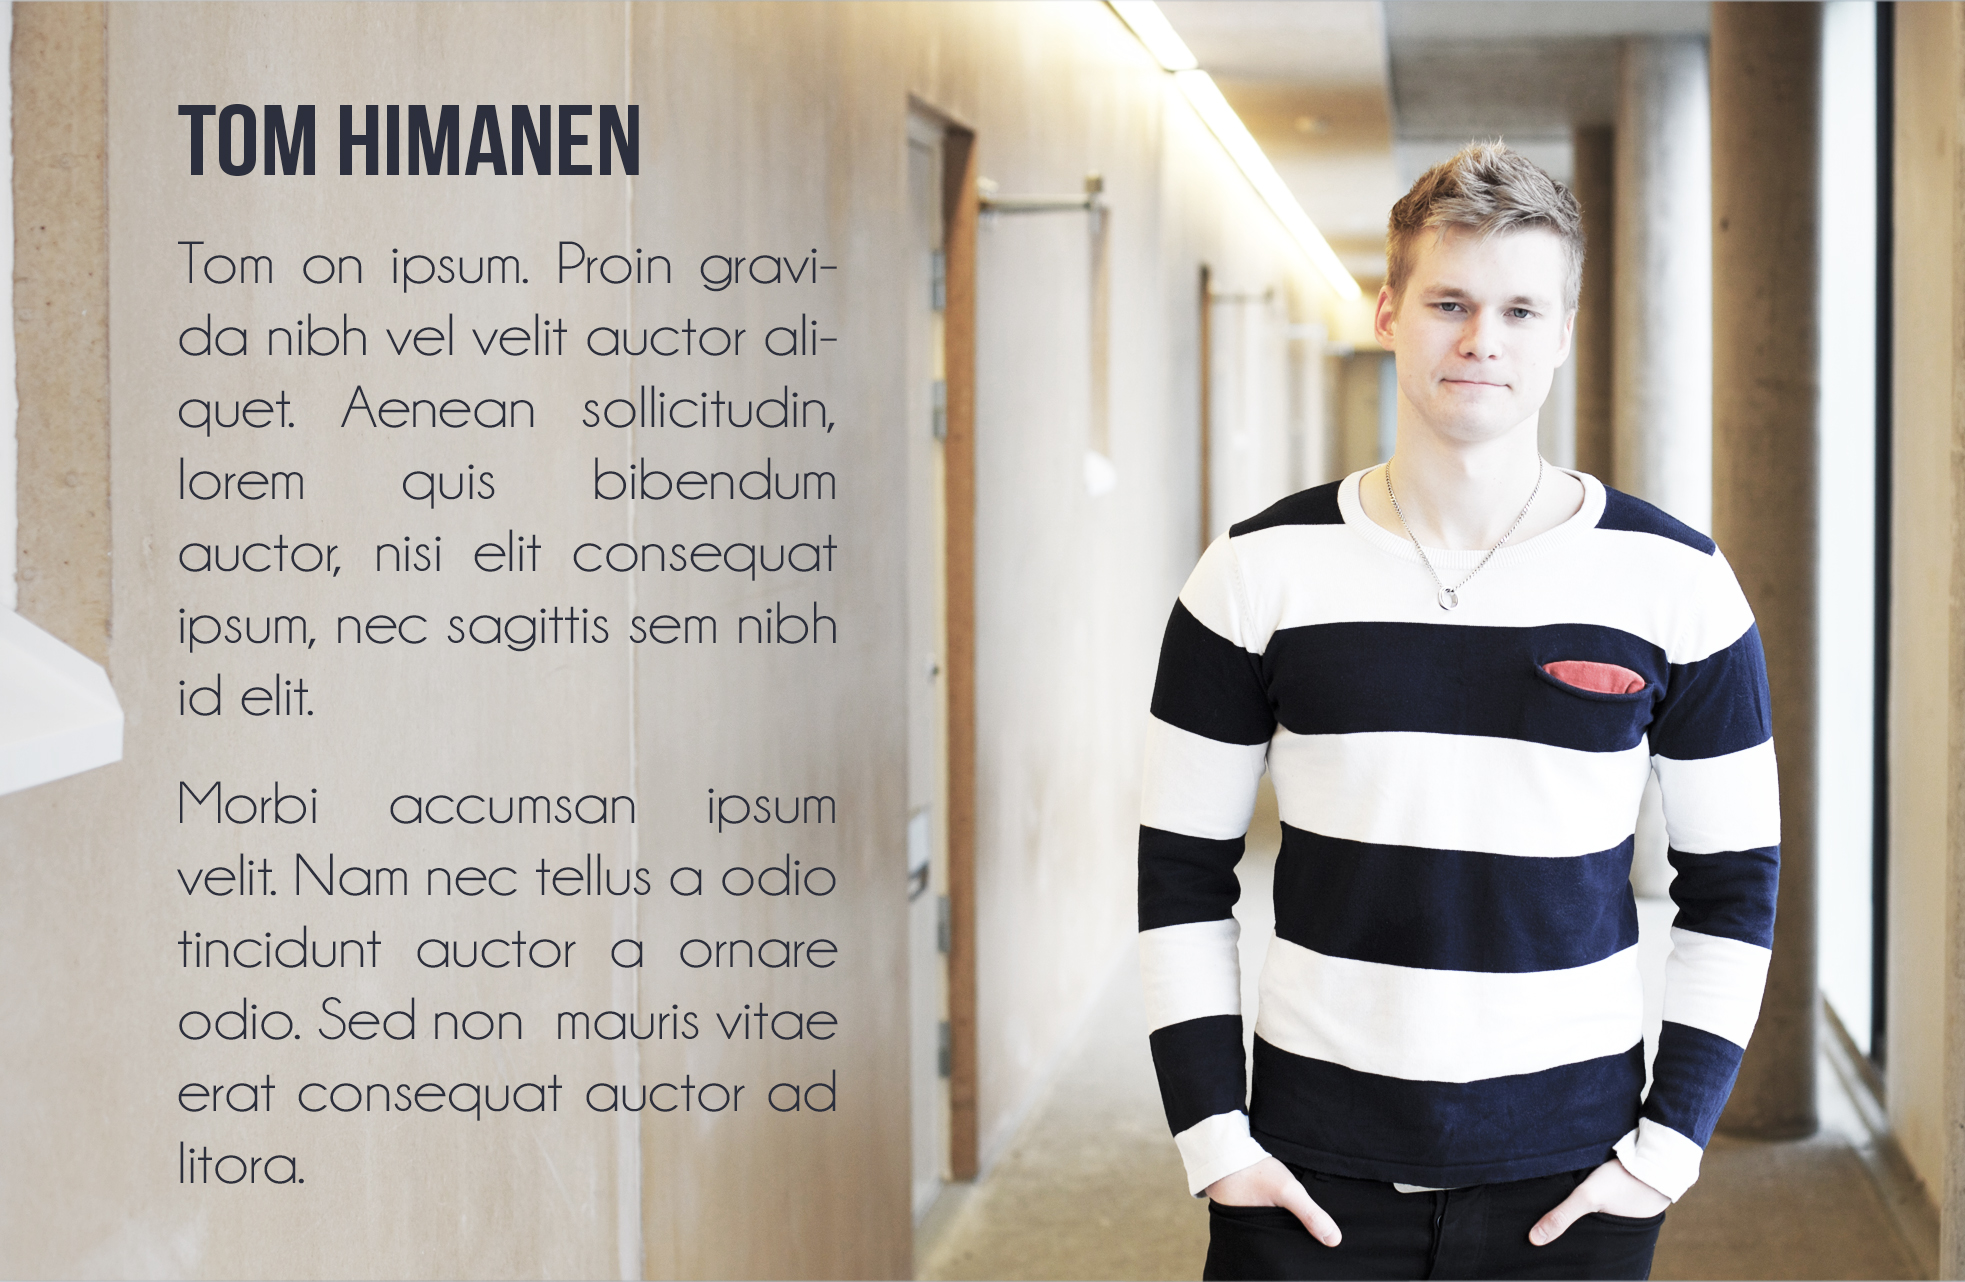 TOM HIMANEN
Tom on ipsum. Proin gravi-
da nibh vel velit auctor ali-
quet. Aenean sollicitudin,
lorem quis bibendum
auctor, nisi elit consequat
ipsum, nec sagittis sem nibh
id elit.
Morbi accumsan ipsum
velit. Nam nec tellus a odio
tincidunt auctor a ornare
odio. Sed non mauris vitae
erat consequat auctor ad
litora.